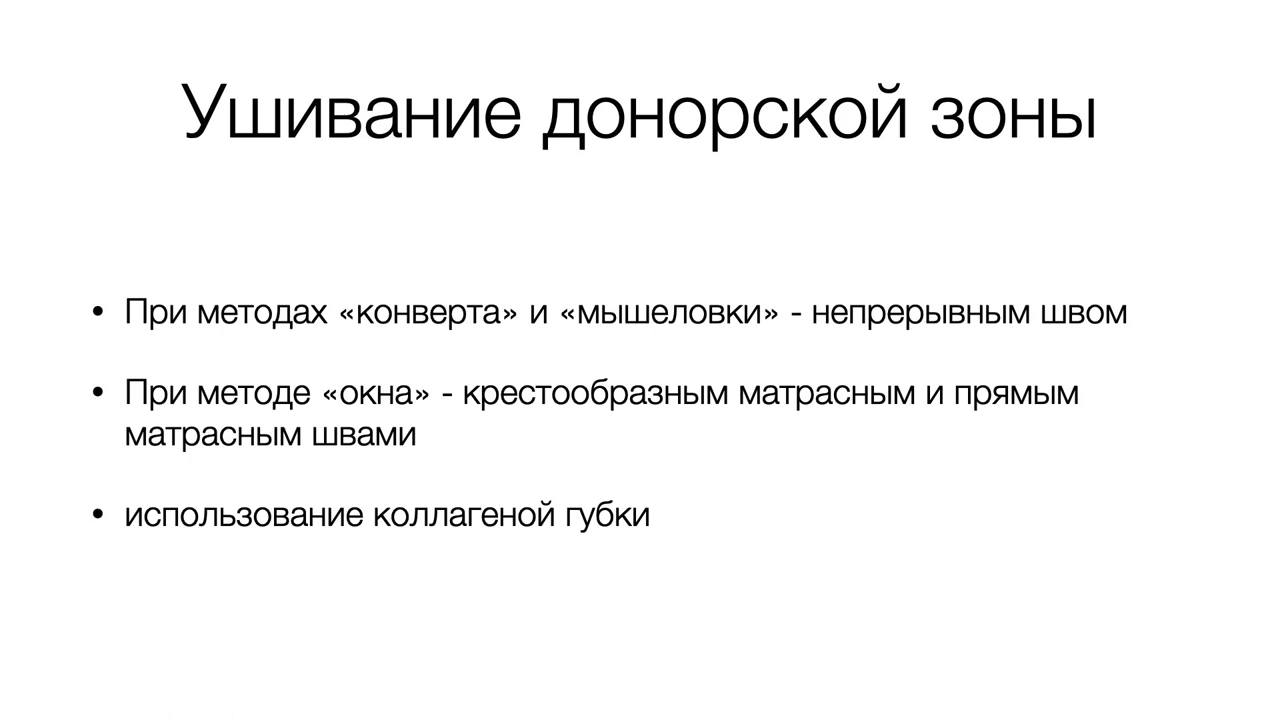 Ушивание донорской зоны
• При методах «конверта» и «мышеловки» - непрерывным швом
• При методе «окна» - крестообразным матрасным и прямым
матрасным швами
• использование коллагеной губки